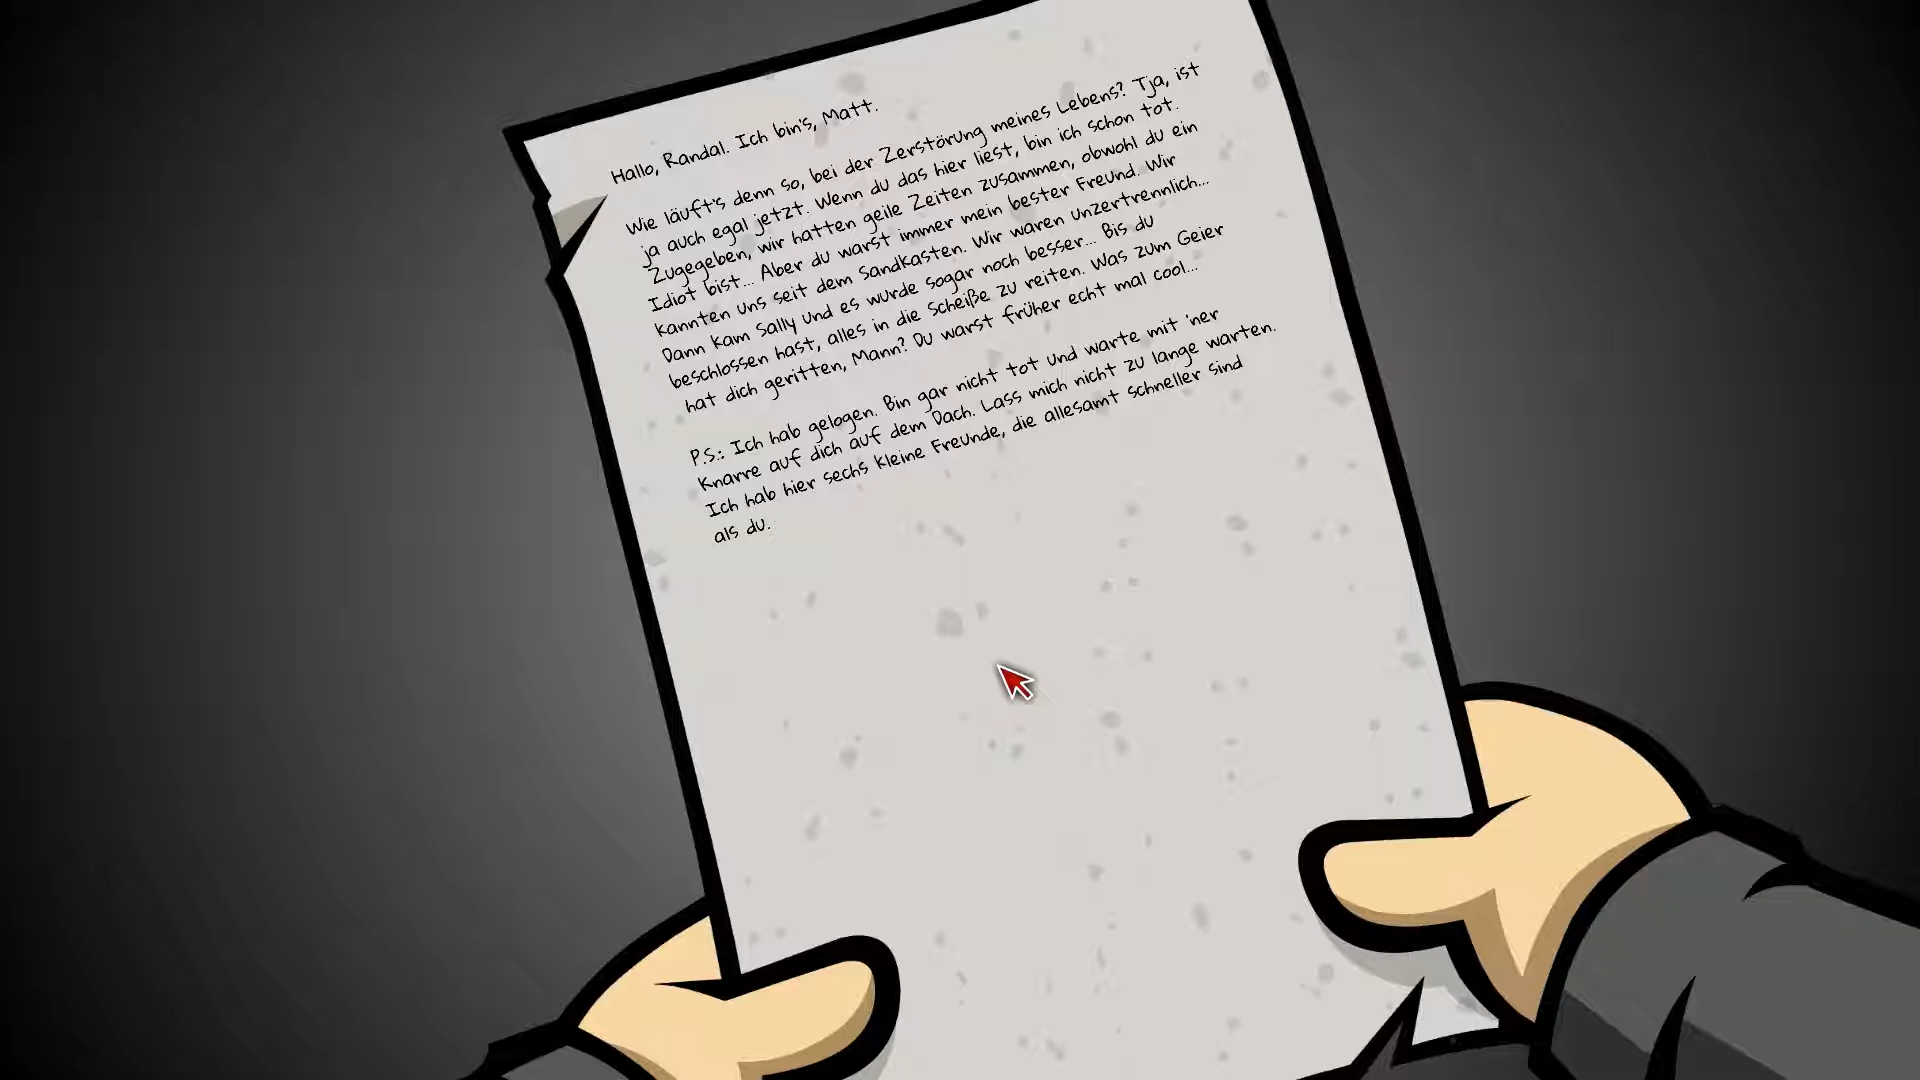 Hallo, Randal. Ich bin's, Matt.
Wie läuft's denn so, bei der Zerstörung meines Lebens? Tja, ist
ja auch egal jetzt. Wenn du das hier liest, bin ich schon tot.
Zugegeben, wir hatten geile Zeiten zusammen, obwohl du ein
Idiot bist... Aber du warst immer mein bester Freund. Wir
kannten uns seit dem Sandkasten. Wir waren unzertrennlich...
Dann kam Sally und es wurde sogar noch besser... Bis du
beschlossen hast, alles in die Scheiße zu reiten. Was zum Geier
hat dich geritten, Mann? Du warst früher echt mal cool...
P.S.: Ich hab gelogen. Bin gar nicht tot und warte mit 'ner
Knarre auf dich auf dem Dach. Lass mich nicht zu lange warten.
Ich hab hier sechs kleine Freunde, die allesamt schneller sind
als du.